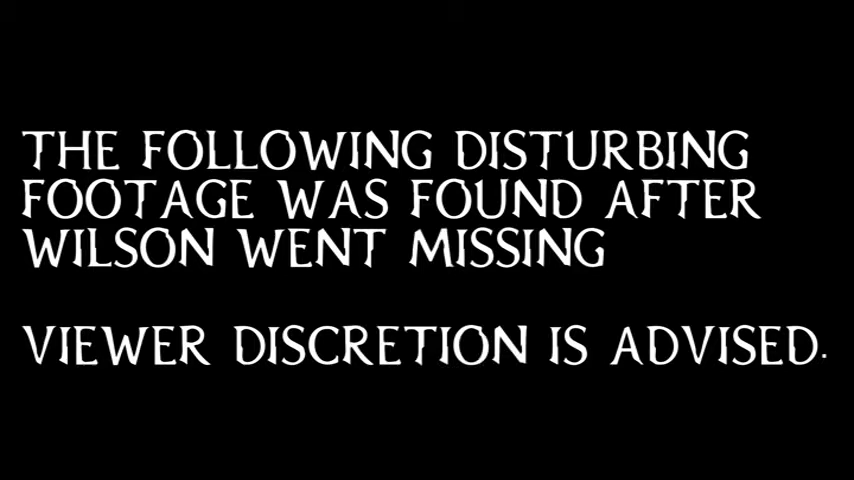 THE FOLLOWING DISTURBING
FOOTAGE WAS FOUND AFTER
WILSON WENT MISSING
VIEWER DISCRETION IS ADVISED.